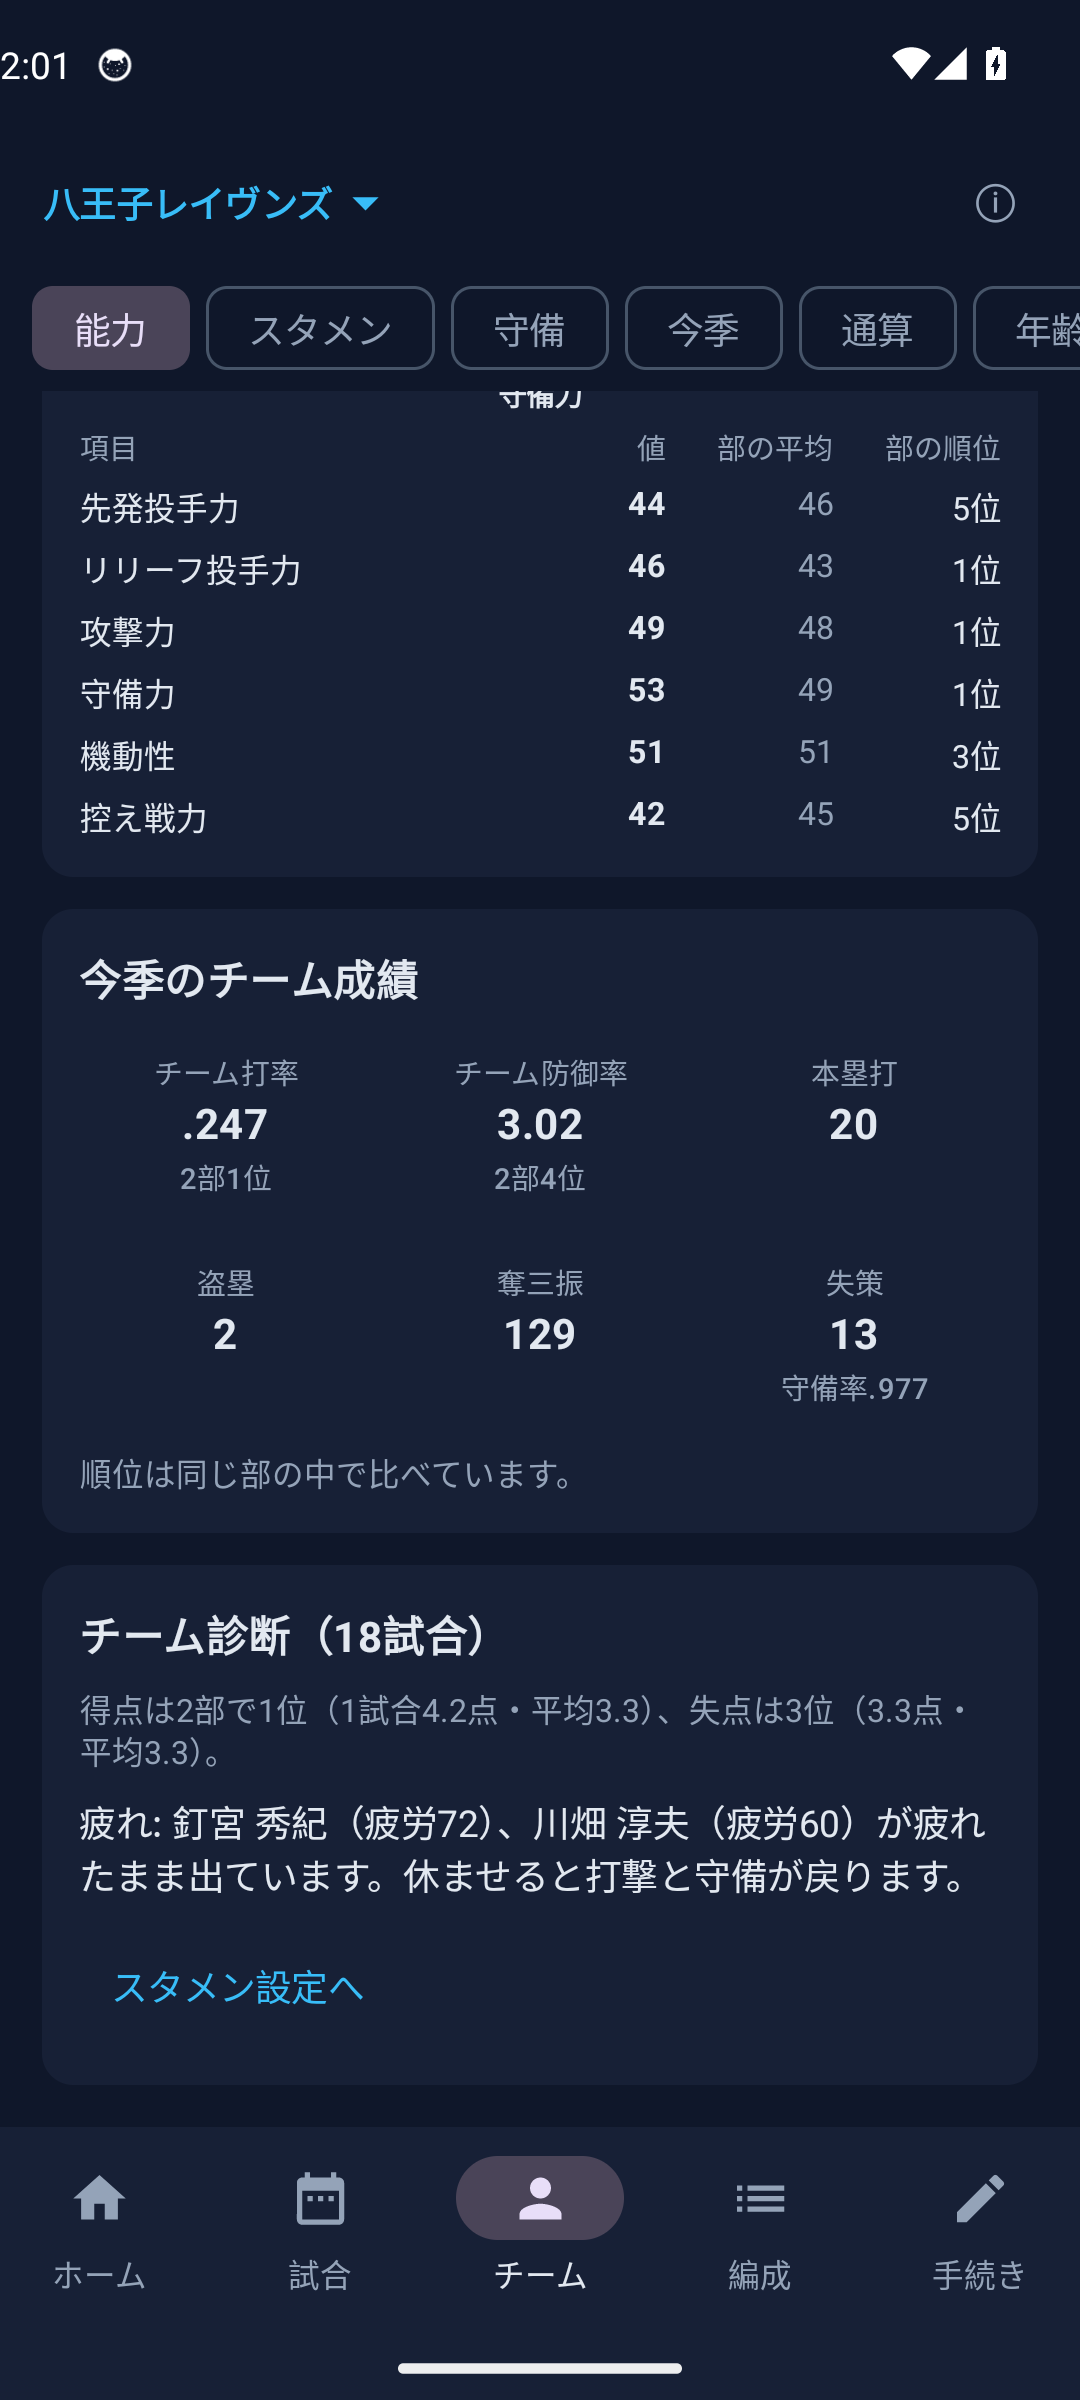 2:01
八王子レイヴンズ
能力 スタメン 守備 今季 通算 年齢
守備力
項目 値 部の平均 部の順位
先発投手力 44 46 5位
リリーフ投手力 46 43 1位
攻撃力 49 48 1位
守備力 53 49 1位
機動性 51 51 3位
控え戦力 42 45 5位
今季のチーム成績
チーム打率 チーム防御率 本塁打
.247 3.02 20
2部1位 2部4位
盗塁 奪三振 失策
2 129 13
守備率.977
順位は同じ部の中で比べています。
チーム診断（18試合）
得点は2部で1位（1試合4.2点・平均3.3）、失点は3位（3.3点・
平均3.3）。
疲れ: 釘宮 秀紀（疲労72）、川畑 淳夫（疲労60）が疲れ
たまま出ています。休ませると打撃と守備が戻ります。
スタメン設定へ
ホーム 試合 チーム 編成 手続き